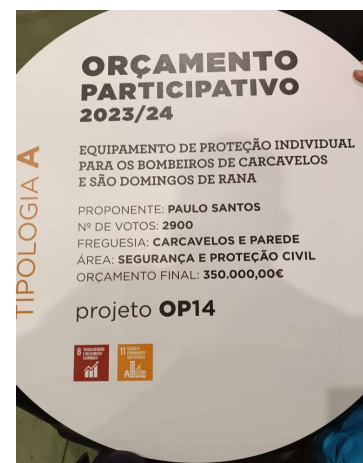 ORÇAMENTO
PARTICIPATIVO
2023/24
TIPOLOGIA A
EQUIPAMENTO DE PROTEÇÃO INDIVIDUAL
PARA OS BOMBEIROS DE CARCAVELOS
E SÃO DOMINGOS DE RANA
PROPONENTE: PAULO SANTOS
Nº DE VOTOS: 2900
FREGUESIA: CARCAVELOS E PAREDE
ÁREA: SEGURANÇA E PROTEÇÃO CIVIL
ORÇAMENTO FINAL: 350.000,00€
projeto OP14
8
11